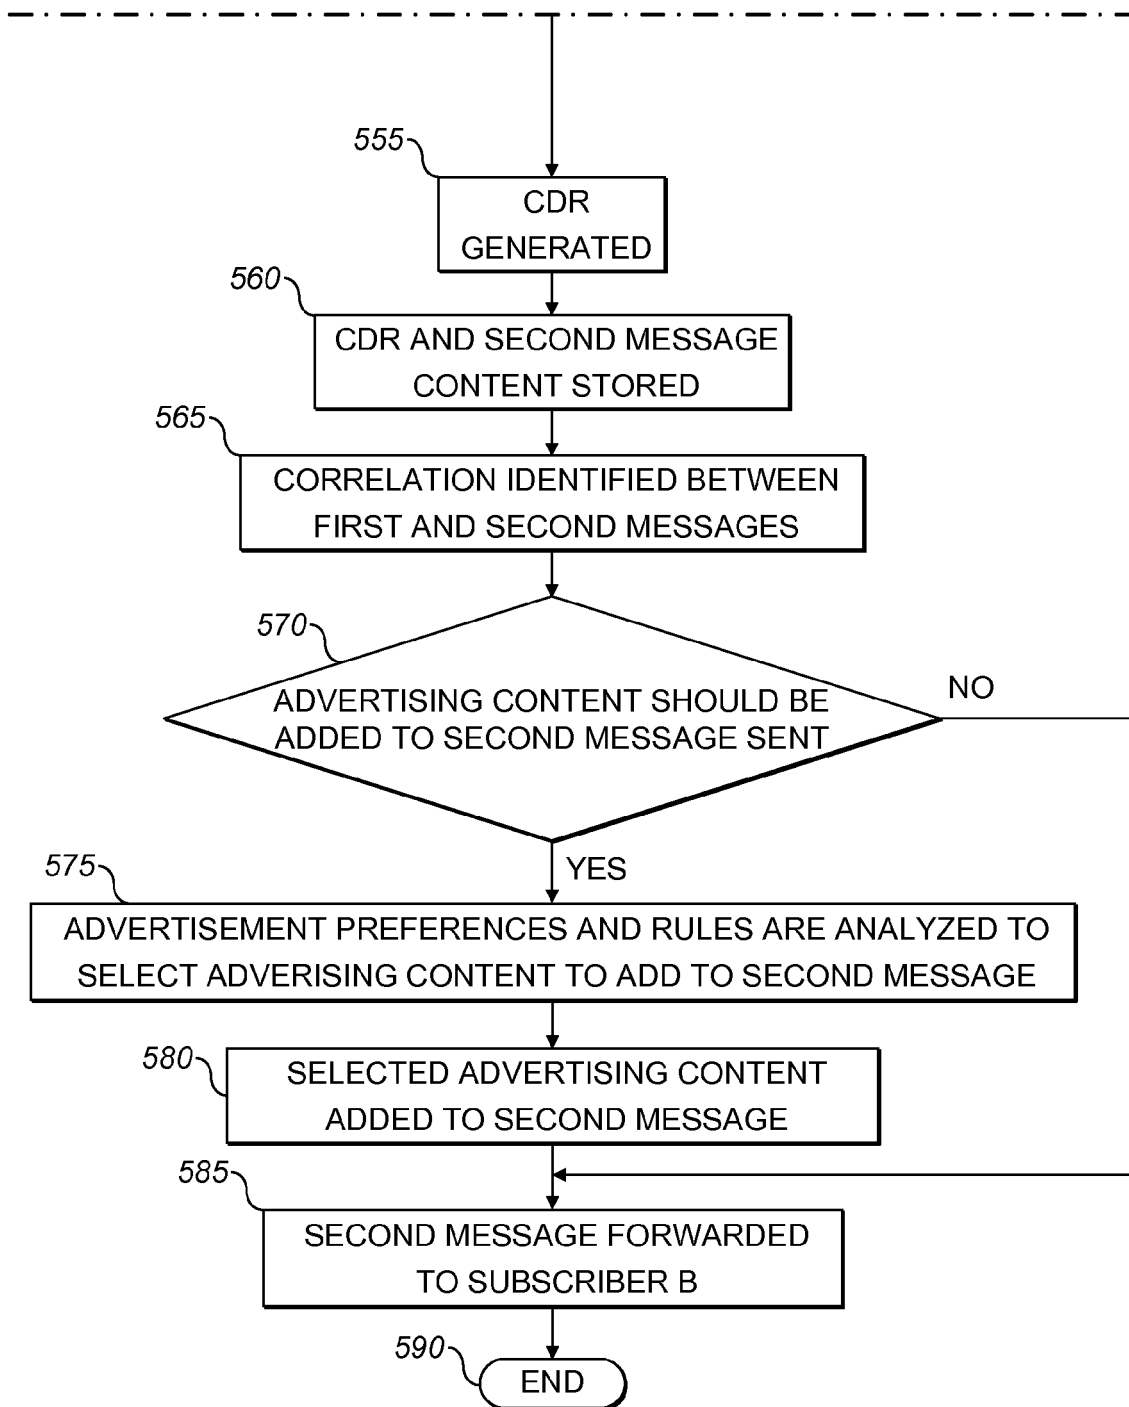 555
CDR
GENERATED
560
CDR AND SECOND MESSAGE
CONTENT STORED
565
CORRELATION IDENTIFIED BETWEEN
FIRST AND SECOND MESSAGES
570
ADVERTISING CONTENT SHOULD BE
ADDED TO SECOND MESSAGE SENT
NO
YES
575
ADVERTISEMENT PREFERENCES AND RULES ARE ANALYZED TO
SELECT ADVERISING CONTENT TO ADD TO SECOND MESSAGE
580
SELECTED ADVERTISING CONTENT
ADDED TO SECOND MESSAGE
585
SECOND MESSAGE FORWARDED
TO SUBSCRIBER B
590
END